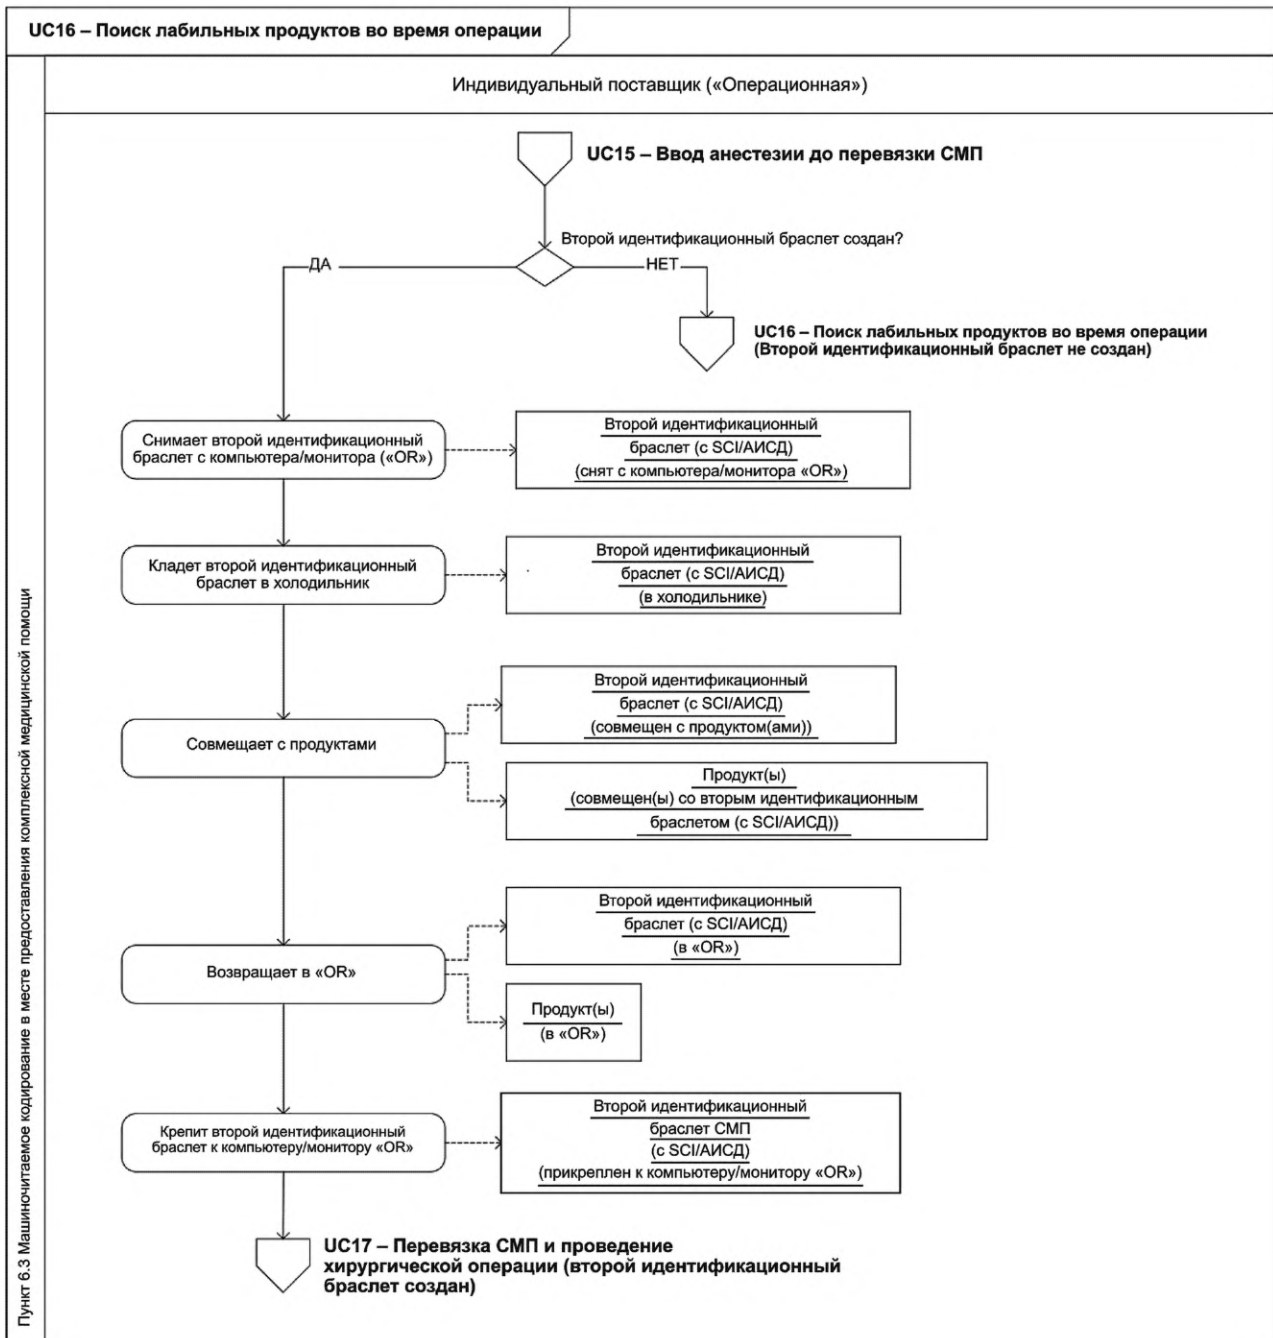 UC16 – Поиск лабильных продуктов во время операции
Индивидуальный поставщик («Операционная»)
Пункт 6.3 Машиночитаемое кодирование в месте предоставления комплексной медицинской помощи
UC15 – Ввод анестезии до перевязки СМП
Второй идентификационный браслет создан?
ДА
НЕТ
UC16 – Поиск лабильных продуктов во время операции
(Второй идентификационный браслет не создан)
Снимает второй идентификационный
браслет с компьютера/монитора («OR»)
Второй идентификационный
браслет (с SCI/АИСД)
(снят с компьютера/монитора «OR»)
Кладет второй идентификационный
браслет в холодильник
Второй идентификационный
браслет (с SCI/АИСД)
(в холодильнике)
Совмещает с продуктами
Второй идентификационный
браслет (с SCI/АИСД)
(совмещен с продуктом(ами))
Продукт(ы)
(совмещен(ы) со вторым идентификационным
браслетом (с SCI/АИСД))
Возвращает в «OR»
Второй идентификационный
браслет (с SCI/АИСД)
(в «OR»)
Продукт(ы)
(в «OR»)
Крепит второй идентификационный
браслет к компьютеру/монитору «OR»
Второй идентификационный
браслет СМП
(с SCI/АИСД)
(прикреплен к компьютеру/монитору «OR»)
UC17 – Перевязка СМП и проведение
хирургической операции (второй идентификационный
браслет создан)